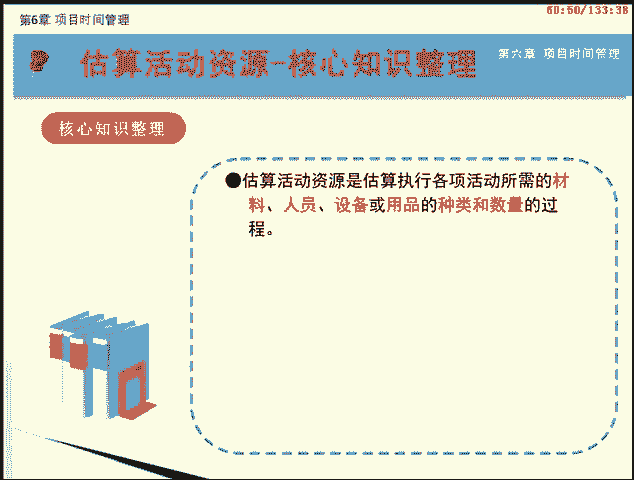 第6章 项目时间管理
60:50/133:38
估算活动资源-核心知识整理
第六章 项目时间管理
核心知识整理
●估算活动资源是估算执行各项活动所需的材
料、人员、设备或用品的种类和数量的过
程。